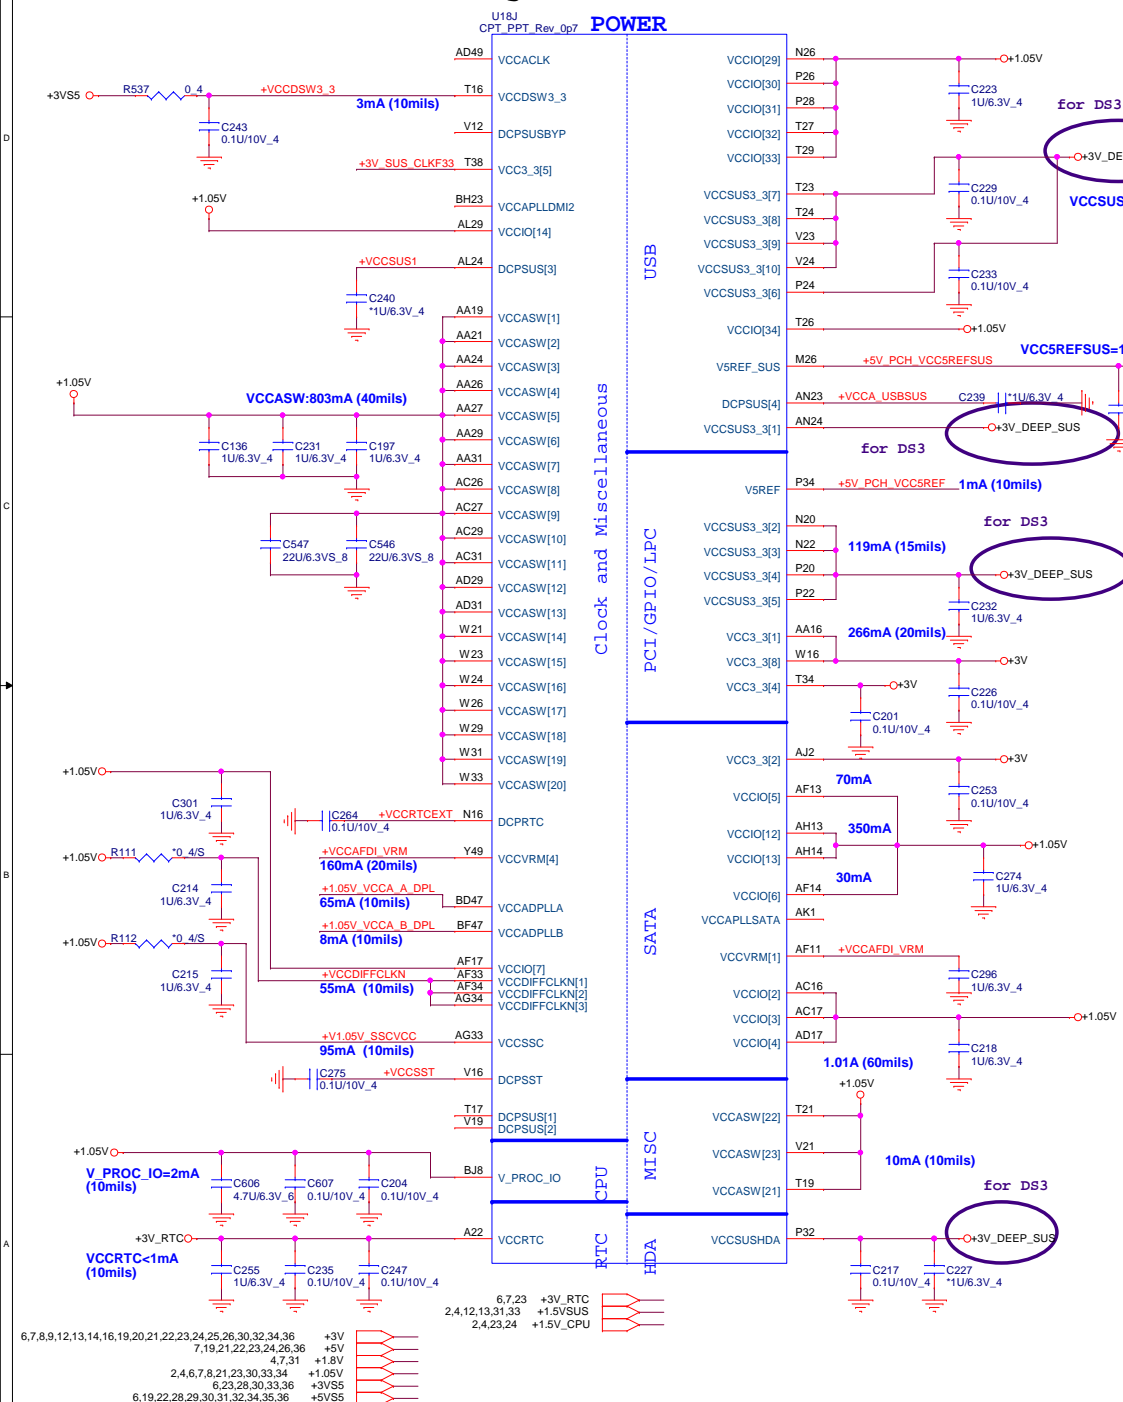 U18J
CPT_PPT_Rev_0p7
POWER
AD49 VCCACLK
+3VS5 R537 0_4 +VCCDSW3_3 T16 VCCDSW3_3
3mA (10mils)
C243
0.1U/10V_4
V12 DCPSUSBYP
+3V_SUS_CLKF33 T38 VCC3_3[5]
BH23 VCCAPLLDMI2
+1.05V
AL29 VCCIO[14]
+VCCSUS1 AL24 DCPSUS[3]
C240
*1U/6.3V_4
AA19 VCCASW[1]
AA21 VCCASW[2]
AA24 VCCASW[3]
AA26 VCCASW[4]
+1.05V
VCCASW:803mA (40mils)
AA27 VCCASW[5]
AA29 VCCASW[6]
C136
1U/6.3V_4
C231
1U/6.3V_4
C197
1U/6.3V_4
AA31 VCCASW[7]
AC26 VCCASW[8]
AC27 VCCASW[9]
AC29 VCCASW[10]
C547
22U/6.3VS_8
C546
22U/6.3VS_8
AC31 VCCASW[11]
AD29 VCCASW[12]
AD31 VCCASW[13]
W21 VCCASW[14]
W23 VCCASW[15]
W24 VCCASW[16]
W26 VCCASW[17]
W29 VCCASW[18]
W31 VCCASW[19]
W33 VCCASW[20]
+1.05V
C301
1U/6.3V_4
C264
0.1U/10V_4
+VCCRTCEXT N16 DCPRTC
+1.05V R111 *0_4/S
+VCCAFDI_VRM Y49 VCCVRM[4]
160mA (20mils)
C214
1U/6.3V_4
+1.05V_VCCA_A_DPL BD47 VCCADPLLA
65mA (10mils)
+1.05V_VCCA_B_DPL BF47 VCCADPLLB
8mA (10mils)
+1.05V R112 *0_4/S
C215
1U/6.3V_4
AF17 VCCIO[7]
+VCCDIFFCLKN AF33 VCCDIFFCLKN[1]
55mA (10mils)
AF34 VCCDIFFCLKN[2]
AG34 VCCDIFFCLKN[3]
+V1.05V_SSCVCC AG33 VCCSSC
95mA (10mils)
C275
0.1U/10V_4
+VCCSST V16 DCPSST
T17 DCPSUS[1]
V19 DCPSUS[2]
+1.05V
V_PROC_IO=2mA
(10mils)
BJ8 V_PROC_IO
C606
4.7U/6.3V_6
C607
0.1U/10V_4
C204
0.1U/10V_4
+3V_RTC A22 VCCRTC
VCCRTC<1mA
(10mils)
C255
1U/6.3V_4
C235
0.1U/10V_4
C247
0.1U/10V_4
Clock and Miscellaneous
CPU
RTC
USB
PCI/GPIO/LPC
SATA
MISC
HDA
VCCIO[29] N26 +1.05V
VCCIO[30] P26
C223
1U/6.3V_4
VCCIO[31] P28
for DS3
VCCIO[32] T27
VCCIO[33] T29
+3V_DE
VCCSUS3_3[7] T23
C229
0.1U/10V_4
VCCSUS
VCCSUS3_3[8] T24
VCCSUS3_3[9] V23
VCCSUS3_3[10] V24
C233
0.1U/10V_4
VCCSUS3_3[6] P24
VCCIO[34] T26 +1.05V
VCC5REFSUS=1
V5REF_SUS M26 +5V_PCH_VCC5REFSUS
DCPSUS[4] AN23 +VCCA_USBSUS C239 *1U/6.3V_4
VCCSUS3_3[1] AN24 +3V_DEEP_SUS
for DS3
V5REF P34 +5V_PCH_VCC5REF 1mA (10mils)
for DS3
VCCSUS3_3[2] N20
VCCSUS3_3[3] N22 119mA (15mils)
VCCSUS3_3[4] P20 +3V_DEEP_SUS
VCCSUS3_3[5] P22
C232
1U/6.3V_4
VCC3_3[1] AA16 266mA (20mils)
VCC3_3[8] W16 +3V
VCC3_3[4] T34 +3V
C226
0.1U/10V_4
C201
0.1U/10V_4
VCC3_3[2] AJ2 +3V
70mA
VCCIO[5] AF13
C253
0.1U/10V_4
VCCIO[12] AH13 350mA
VCCIO[13] AH14 +1.05V
30mA
C274
1U/6.3V_4
VCCIO[6] AF14
VCCAPLLSATA AK1
VCCVRM[1] AF11 +VCCAFDI_VRM
C296
1U/6.3V_4
VCCIO[2] AC16
VCCIO[3] AC17 +1.05V
VCCIO[4] AD17
C218
1U/6.3V_4
1.01A (60mils)
+1.05V
VCCASW[22] T21
VCCASW[23] V21
10mA (10mils)
VCCASW[21] T19
for DS3
VCCSUSHDA P32 +3V_DEEP_SUS
C217
0.1U/10V_4
C227
*1U/6.3V_4
6,7,23 +3V_RTC
2,4,12,13,31,33 +1.5VSUS
2,4,23,24 +1.5V_CPU
6,7,8,9,12,13,14,16,19,20,21,22,23,24,25,26,30,32,34,36 +3V
7,19,21,22,23,24,26,36 +5V
4,7,31 +1.8V
2,4,6,7,8,21,23,30,33,34 +1.05V
6,23,28,30,33,36 +3VS5
6,19,22,28,29,30,31,32,34,35,36 +5VS5
D
C
B
A